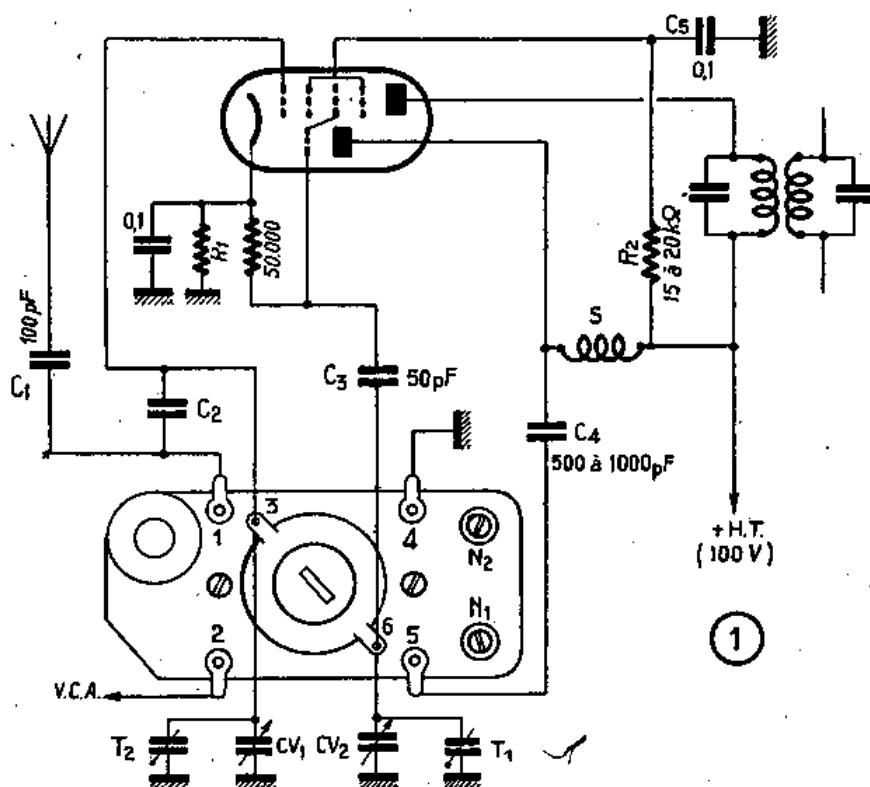 C5
0,1
0,1
R1
50.000
R2
15 à 20kΩ
100pF
S
C1
C2
C3
50pF
C4
500 à 1000pF
+ H.T.
(100 V)
1
3
4
N2
N1
6
2
5
1
V.C.A.
T2
CV1
CV2
T1